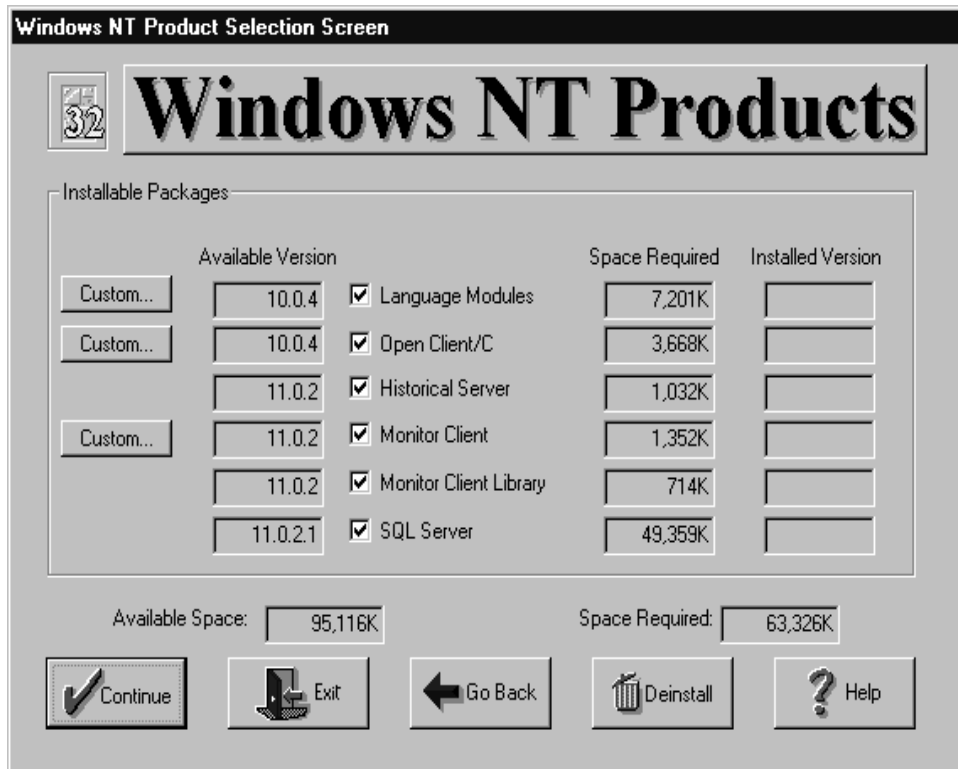 Windows NT Product Selection Screen
32 Windows NT Products
Installable Packages
Available Version Space Required Installed Version
Custom... 10.0.4 Language Modules 7,201K
Custom... 10.0.4 Open Client/C 3,668K
11.0.2 Historical Server 1,032K
Custom... 11.0.2 Monitor Client 1,352K
11.0.2 Monitor Client Library 714K
11.0.2.1 SQL Server 49,359K
Available Space: 95,116K Space Required: 63,326K
Continue Exit Go Back Deinstall Help